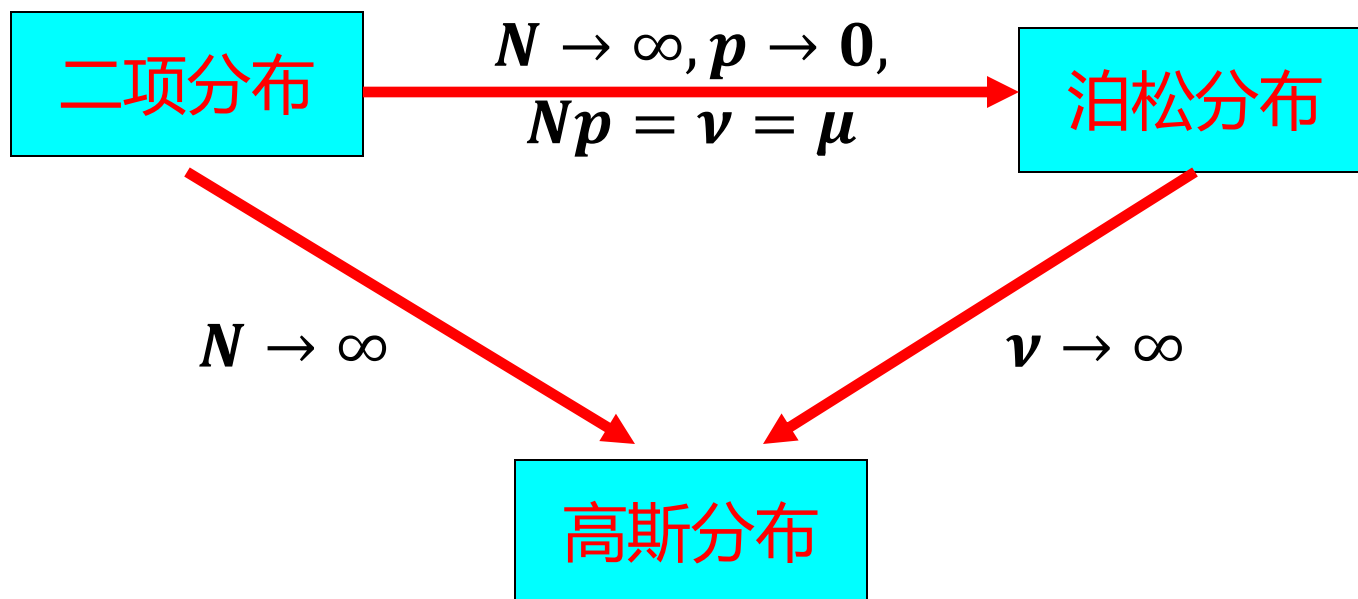 二项分布
N → ∞, p → 0,
Np = ν = μ
泊松分布
N → ∞
ν → ∞
高斯分布